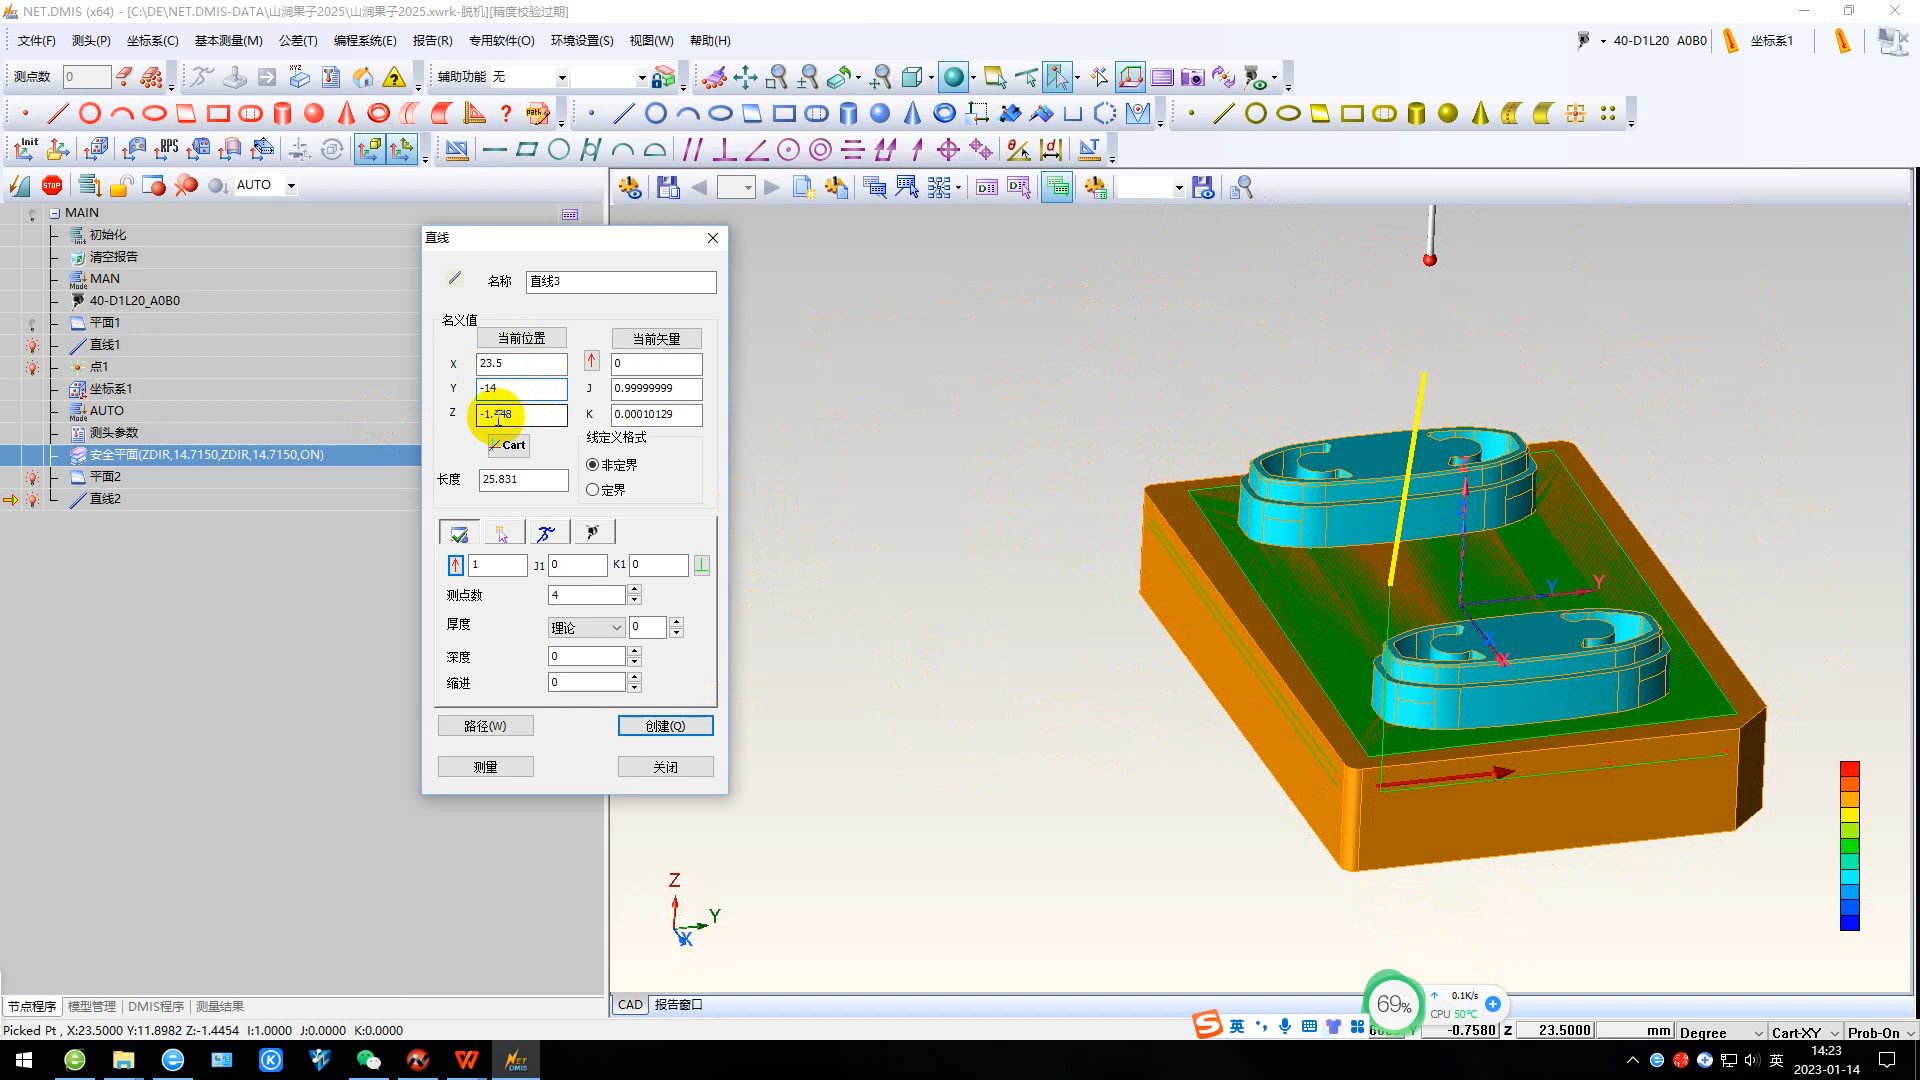 NET.DMIS (x64) - [C:\DE\NET.DMIS-DATA\山涧果子2025\山涧果子2025.xwrk-脱机][精度校验过期]
文件(F) 测头(P) 坐标系(C) 基本测量(M) 公差(T) 编程系统(E) 报告(R) 专用软件(O) 环境设置(S) 视图(W) 帮助(H) 40-D1L20 A0B0 坐标系1
测点数 0 辅助功能 无
AUTO
MAIN
初始化
清空报告
MAN
40-D1L20_A0B0
平面1
直线1
点1
坐标系1
AUTO
测头参数
安全平面(ZDIR,14.7150,ZDIR,14.7150,ON)
平面2
直线2
直线
名称 直线3
名义值
当前位置 当前矢量
X 23.5 0
Y -14 J 0.99999999
Z K 0.00010129
Cart 线定义格式
非定界
长度 25.831
定界
1 J1 0 K1 0
测点数 4
厚度 理论 0
深度 0
缩进 0
路径(W) 创建(Q)
测量 关闭
Z
Y
X
节点程序 模型管理 DMIS程序 测量结果
CAD 报告窗口
69% 0.1K/s
CPU 50℃
英
Picked Pt , X:23.5000 Y:11.8982 Z:-1.4454 I:1.0000 J:0.0000 K:0.0000
-0.7580 Z 23.5000 mm Degree Cart-XY Prob-On
英 14:23
2023-01-14